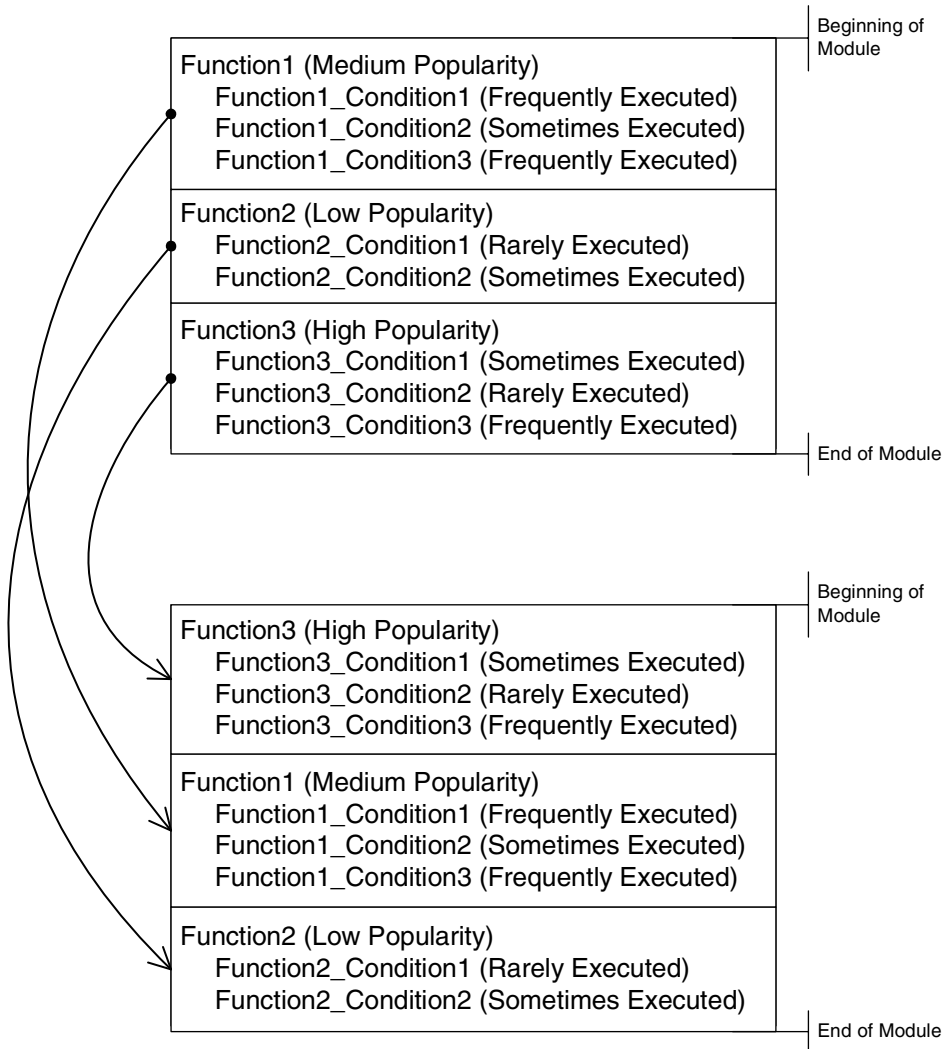 Beginning of
Module
Function1 (Medium Popularity)
Function1_Condition1 (Frequently Executed)
Function1_Condition2 (Sometimes Executed)
Function1_Condition3 (Frequently Executed)
Function2 (Low Popularity)
Function2_Condition1 (Rarely Executed)
Function2_Condition2 (Sometimes Executed)
Function3 (High Popularity)
Function3_Condition1 (Sometimes Executed)
Function3_Condition2 (Rarely Executed)
Function3_Condition3 (Frequently Executed)
End of Module
Beginning of
Module
Function3 (High Popularity)
Function3_Condition1 (Sometimes Executed)
Function3_Condition2 (Rarely Executed)
Function3_Condition3 (Frequently Executed)
Function1 (Medium Popularity)
Function1_Condition1 (Frequently Executed)
Function1_Condition2 (Sometimes Executed)
Function1_Condition3 (Frequently Executed)
Function2 (Low Popularity)
Function2_Condition1 (Rarely Executed)
Function2_Condition2 (Sometimes Executed)
End of Module